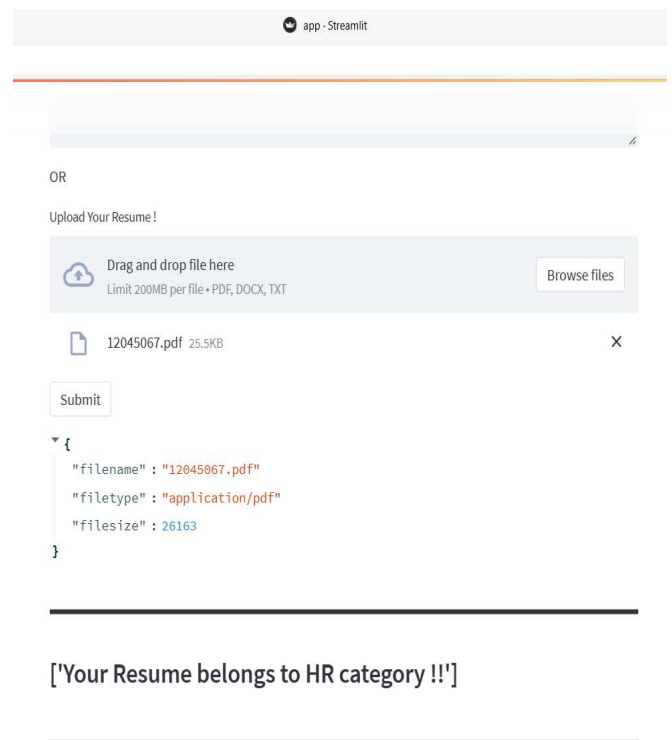 app · Streamlit
OR
Upload Your Resume !
Drag and drop file here
Limit 200MB per file • PDF, DOCX, TXT
Browse files
12045067.pdf 25.5KB
X
Submit
{
"filename" : "12045067.pdf"
"filetype" : "application/pdf"
"filesize" : 26163
}
['Your Resume belongs to HR category !!']